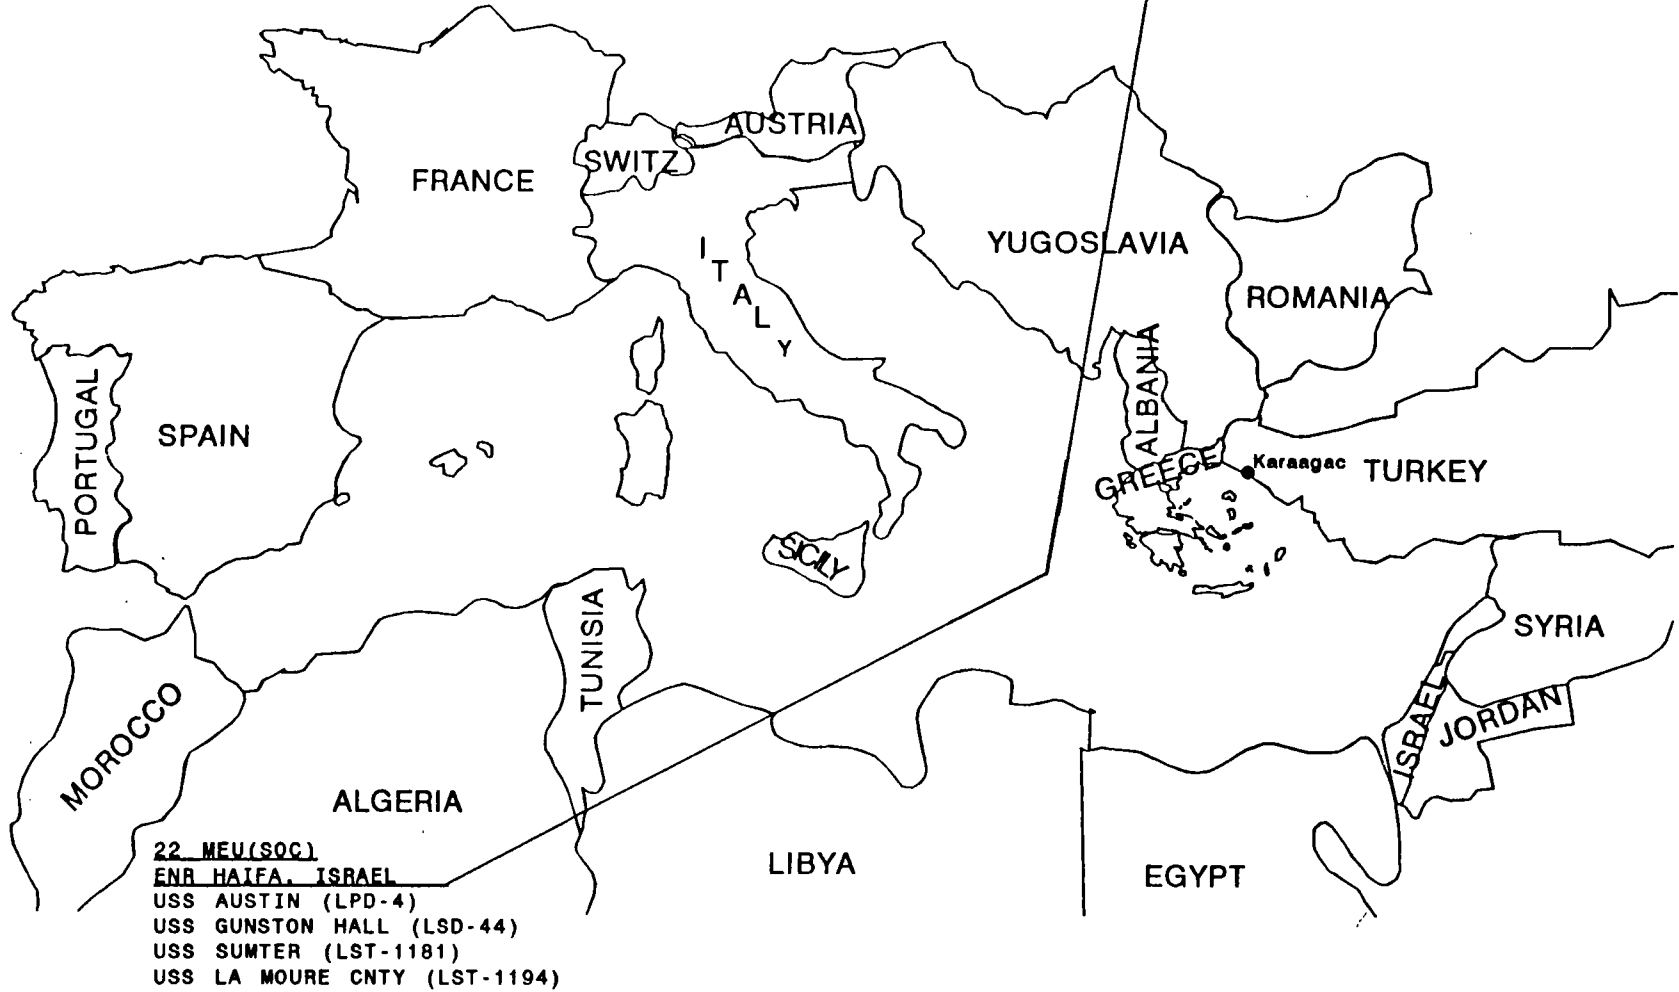 AUSTRIA
SWITZ
FRANCE
YUGOSLAVIA
ITALY
ROMANIA
ALBANIA
PORTUGAL
SPAIN
GREECE
Karaagac
TURKEY
SICILY
TUNISIA
SYRIA
MOROCCO
ISRAEL
JORDAN
ALGERIA
LIBYA
EGYPT
22 MEU(SOC)
ENR HAIFA, ISRAEL
USS AUSTIN (LPD-4)
USS GUNSTON HALL (LSD-44)
USS SUMTER (LST-1181)
USS LA MOURE CNTY (LST-1194)